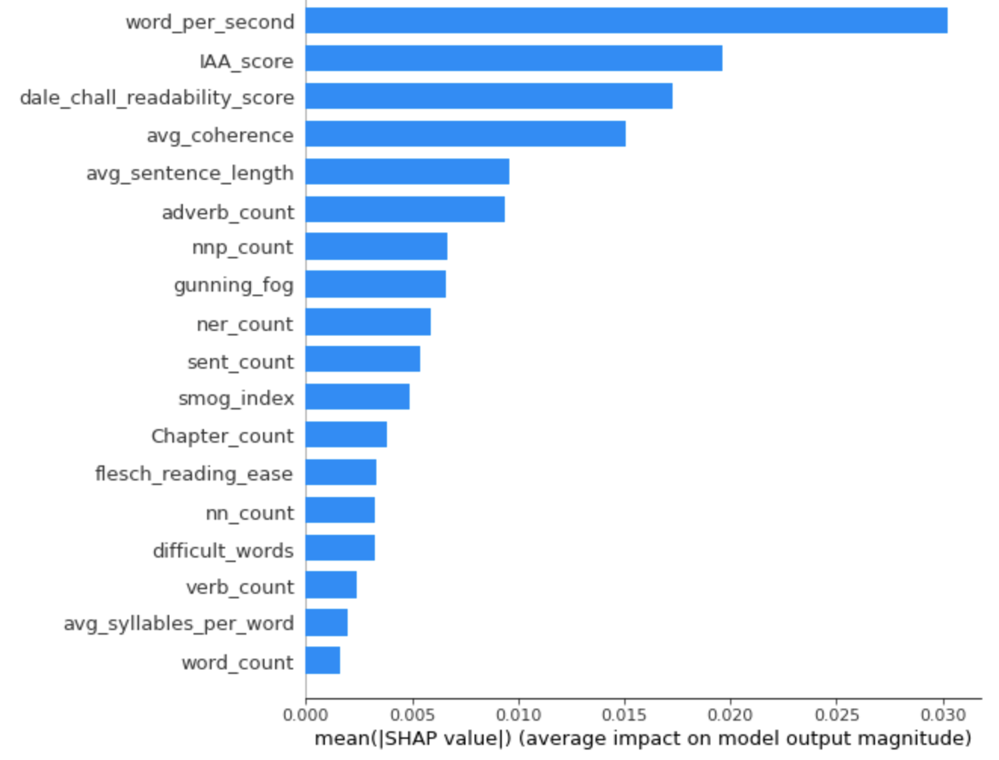 word_per_second
IAA_score
dale_chall_readability_score
avg_coherence
avg_sentence_length
adverb_count
nnp_count
gunning_fog
ner_count
sent_count
smog_index
Chapter_count
flesch_reading_ease
nn_count
difficult_words
verb_count
avg_syllables_per_word
word_count
0.000 0.005 0.010 0.015 0.020 0.025 0.030
mean(|SHAP value|) (average impact on model output magnitude)